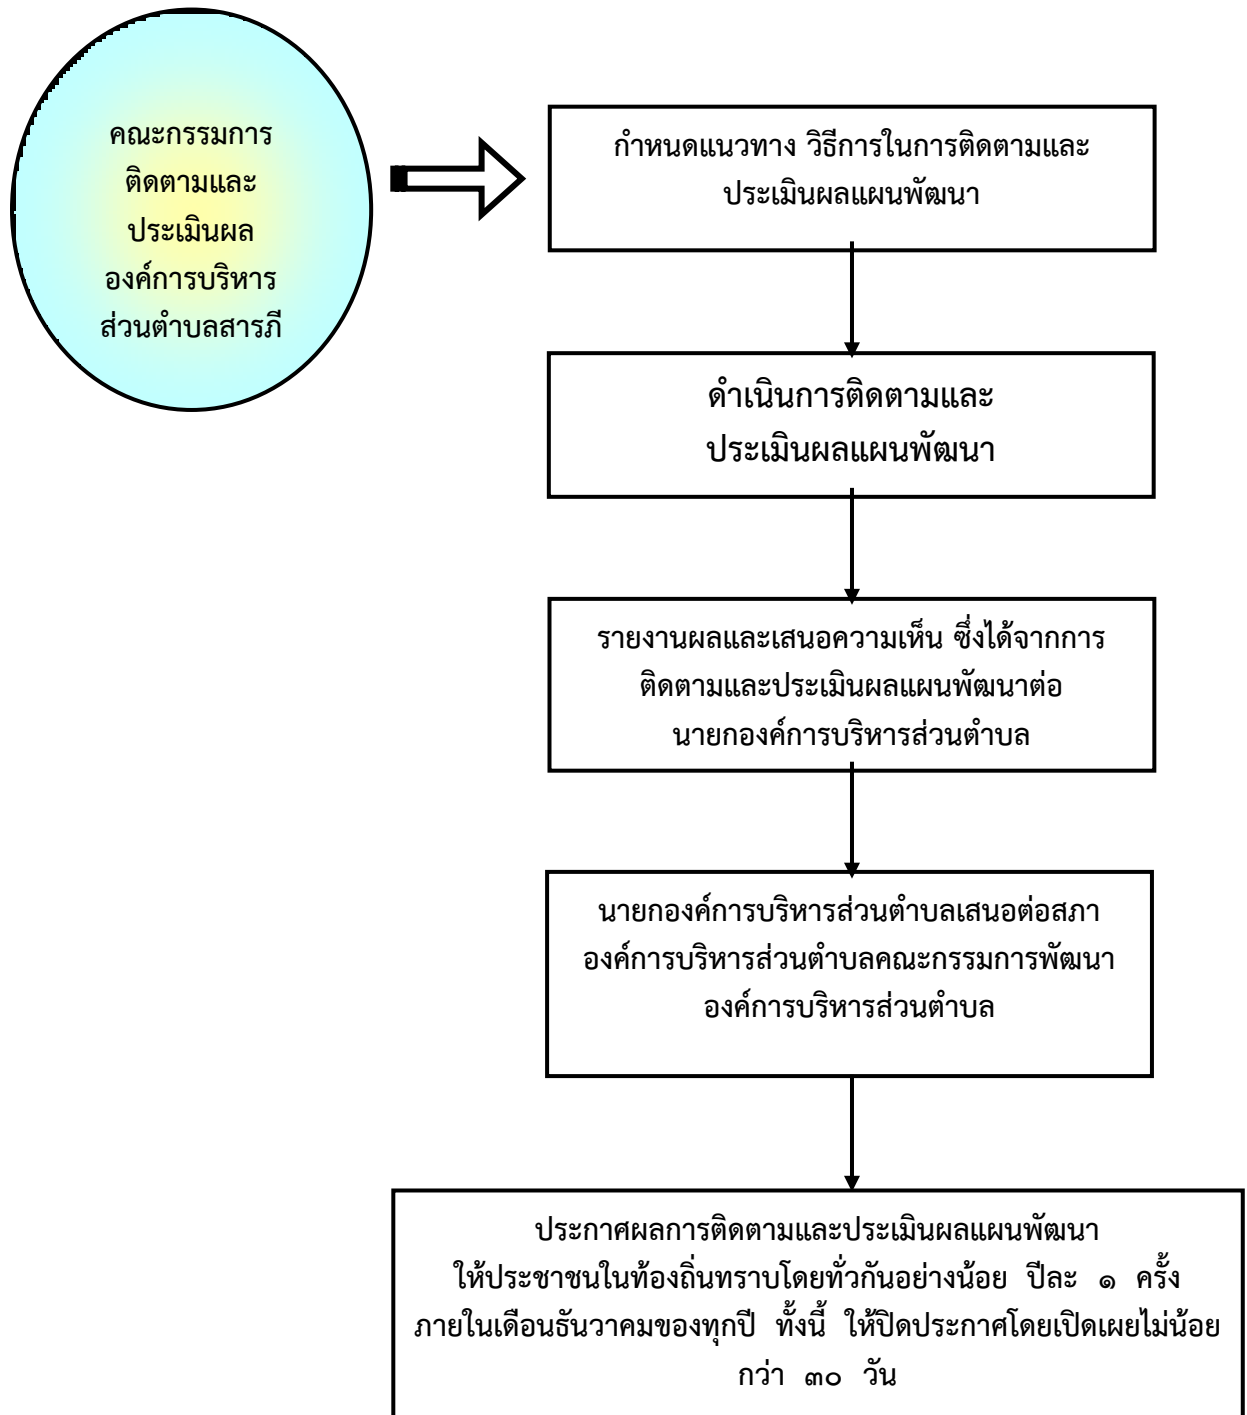 คณะกรรมการ
ติดตามและ
ประเมินผล
องค์การบริหาร
ส่วนตำบลสารภี
กำหนดแนวทาง วิธีการในการติดตามและ
ประเมินผลแผนพัฒนา
ดำเนินการติดตามและ
ประเมินผลแผนพัฒนา
รายงานผลและเสนอความเห็น ซึ่งได้จากการ
ติดตามและประเมินผลแผนพัฒนาต่อ
นายกองค์การบริหารส่วนตำบล
นายกองค์การบริหารส่วนตำบลเสนอต่อสภา
องค์การบริหารส่วนตำบลคณะกรรมการพัฒนา
องค์การบริหารส่วนตำบล
ประกาศผลการติดตามและประเมินผลแผนพัฒนา
ให้ประชาชนในท้องถิ่นทราบโดยทั่วกันอย่างน้อย ปีละ ๑ ครั้ง
ภายในเดือนธันวาคมของทุกปี ทั้งนี้ ให้ปิดประกาศโดยเปิดเผยไม่น้อย
กว่า ๓๐ วัน